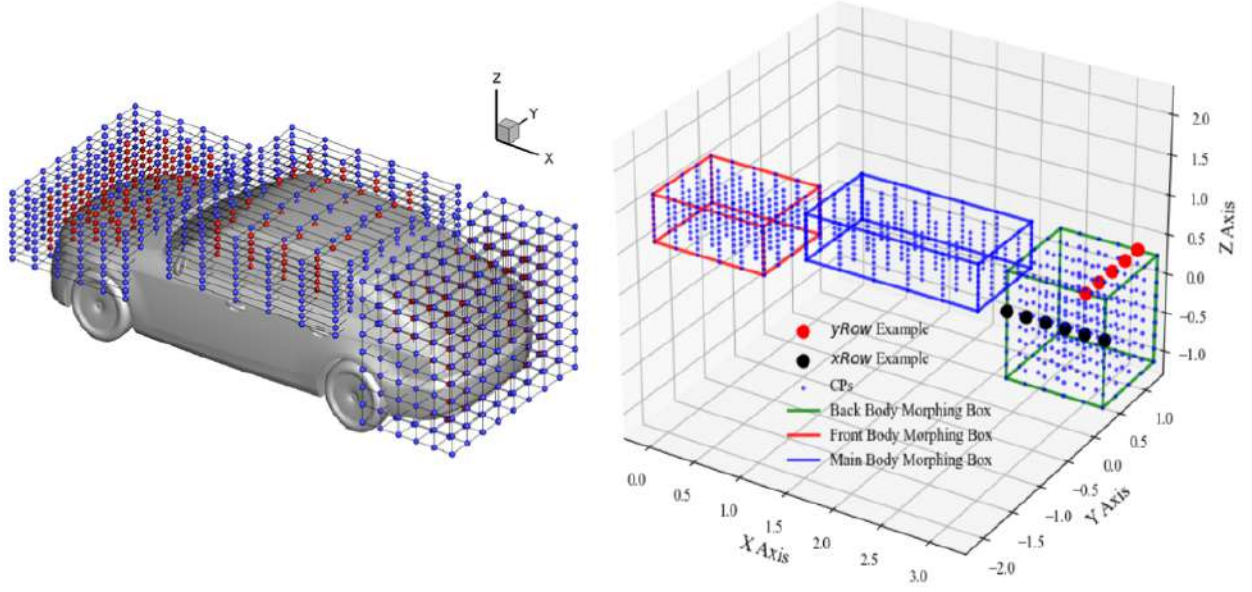 Z
Y
X
2.0
1.5
1.0
0.5
0.0
−0.5
−1.0
Z Axis
yRow Example
xRow Example
CPs
Back Body Morphing Box
Front Body Morphing Box
Main Body Morphing Box
0.0
0.5
1.0
1.5
2.0
2.5
3.0
X Axis
1.0
0.5
0.0
−0.5
−1.0
−1.5
−2.0
Y Axis